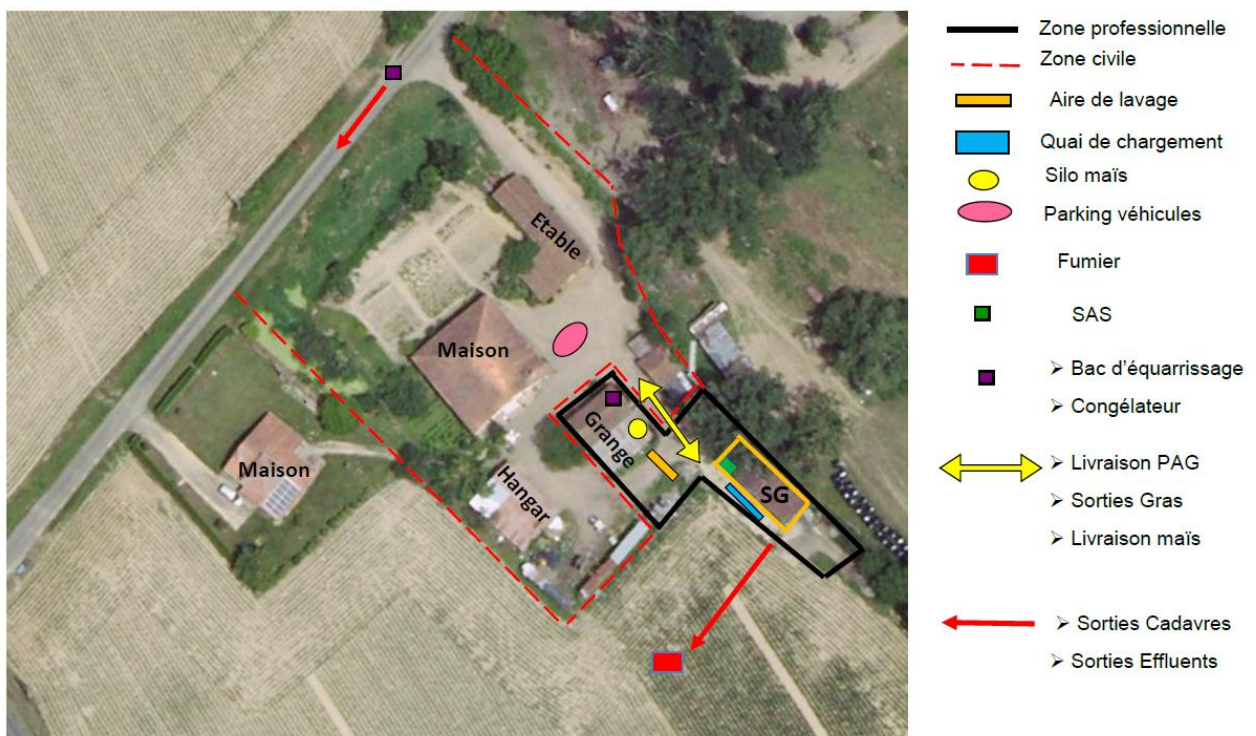 Etable
Maison
Maison
Grange
Hangar
SG
Zone professionnelle
Zone civile
Aire de lavage
Quai de chargement
Silo maïs
Parking véhicules
Fumier
SAS
➢ Bac d'équarrissage
➢ Congélateur
➢ Livraison PAG
➢ Sorties Gras
➢ Livraison maïs
➢ Sorties Cadavres
➢ Sorties Effluents